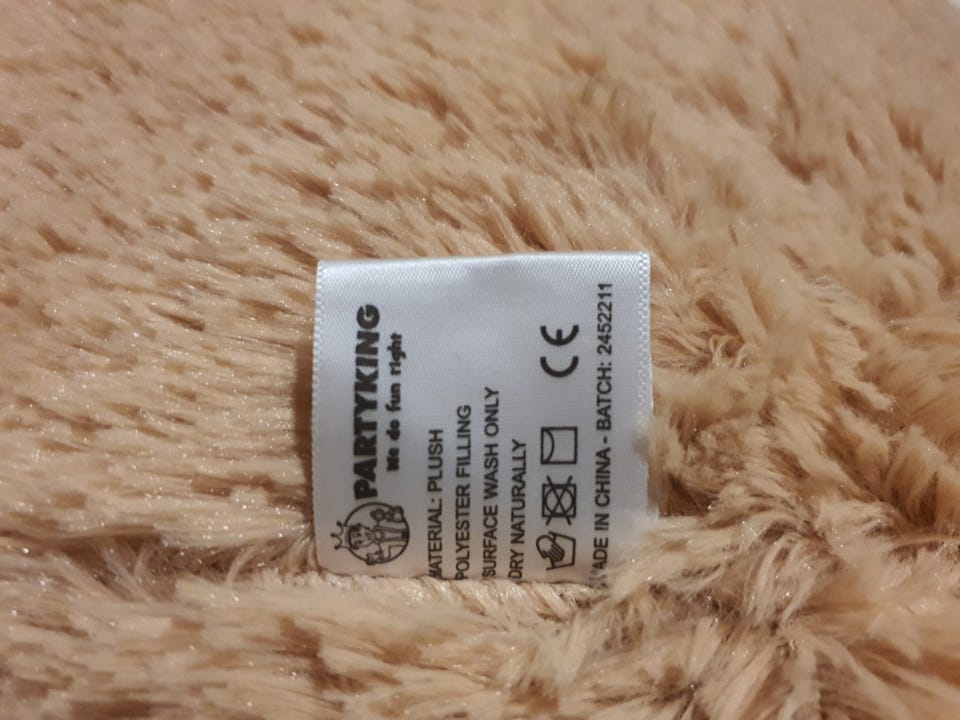 PARTYKING
We do fun right
MATERIAL: PLUSH
POLYESTER FILLING
SURFACE WASH ONLY
DRY NATURALLY
CE
MADE IN CHINA - BATCH: 2452211